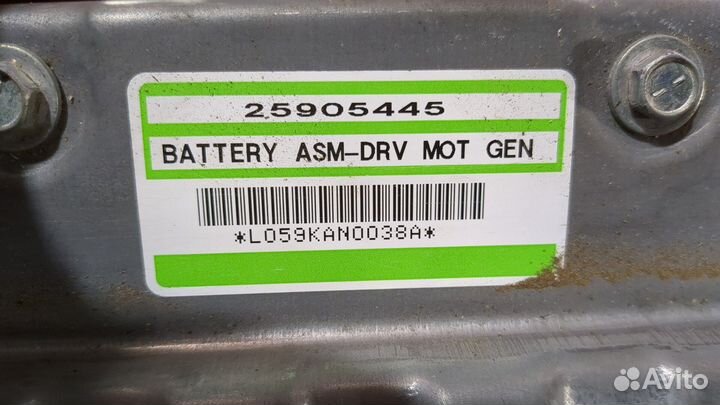 25905445
BATTERY ASM-DRV MOT GEN
*L059KAN0038A*
Avito